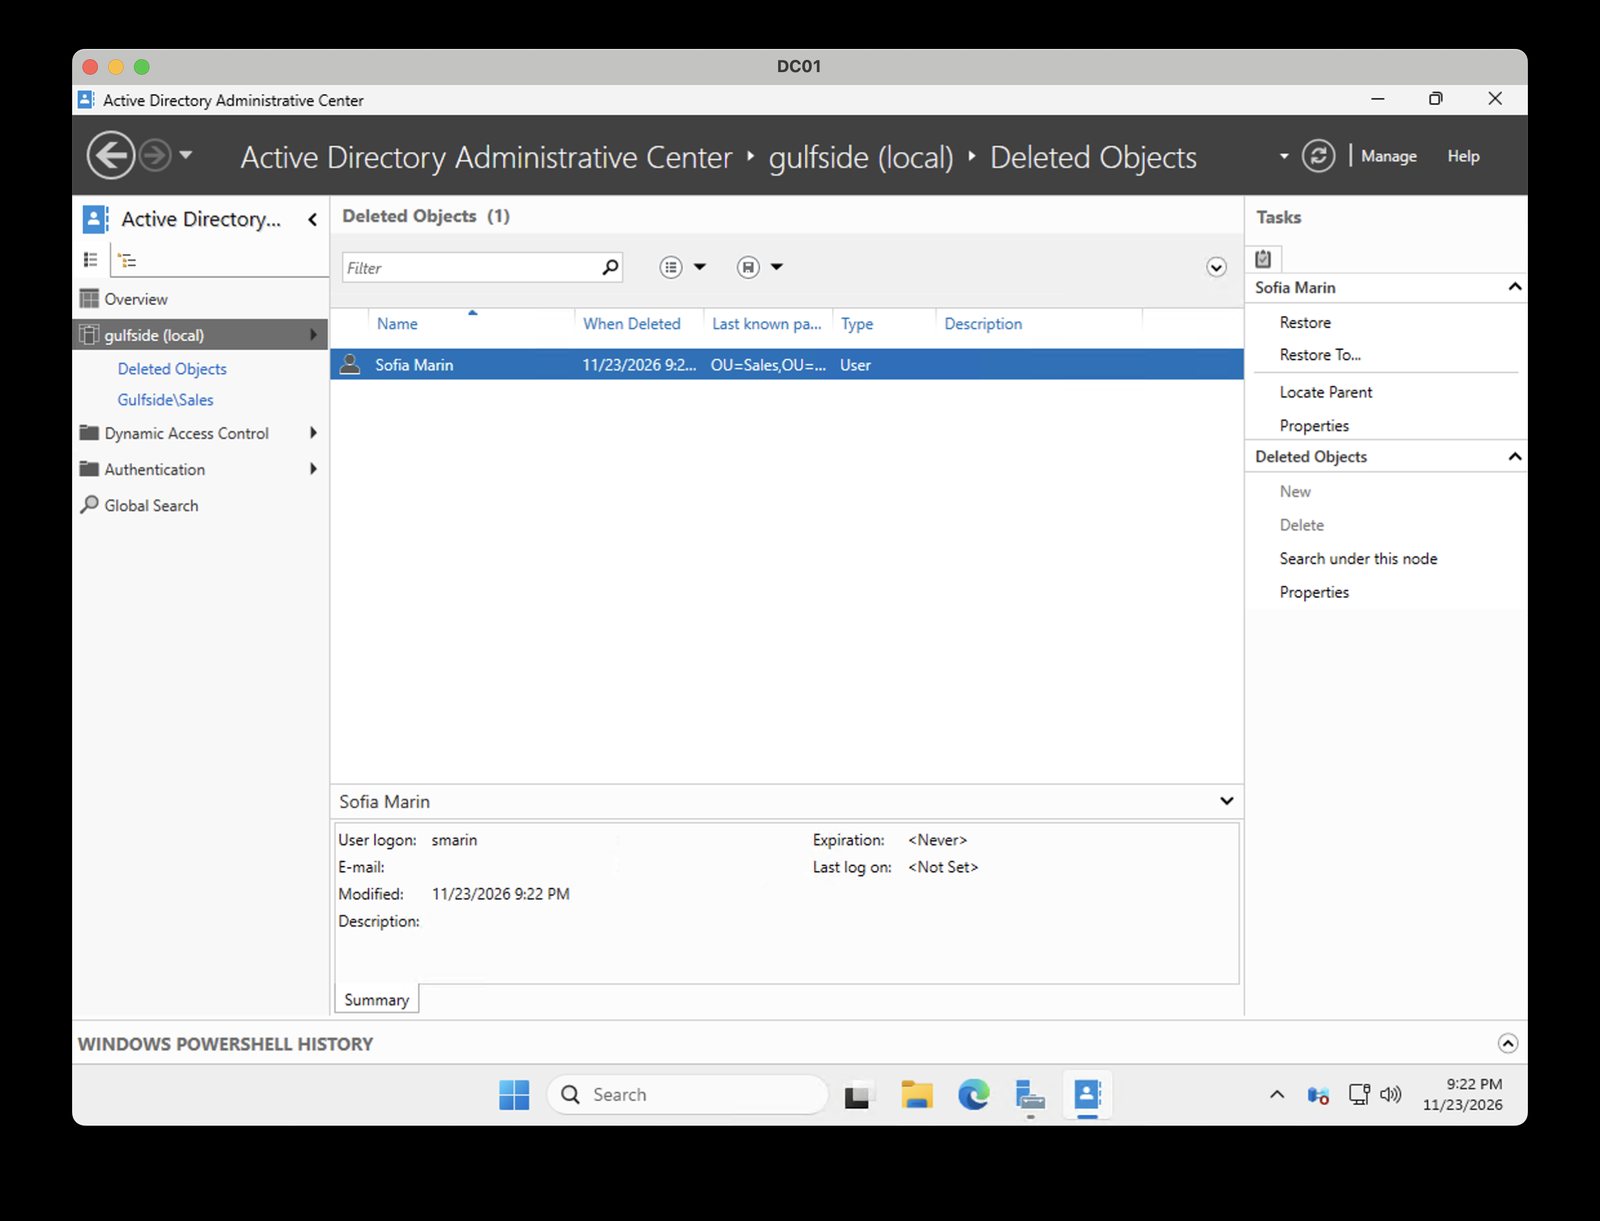 DC01
Active Directory Administrative Center
Active Directory Administrative Center gulfside (local) Deleted Objects
Manage Help
Active Directory...
Overview
gulfside (local)
Deleted Objects
Gulfside\Sales
Dynamic Access Control
Authentication
Global Search
Deleted Objects (1)
Filter
Name When Deleted Last known pa... Type Description
Sofia Marin 11/23/2026 9:2... OU=Sales,OU=... User
Sofia Marin
User logon: smarin
E-mail:
Modified: 11/23/2026 9:22 PM
Description:
Expiration: <Never>
Last log on: <Not Set>
Summary
Tasks
Sofia Marin
Restore
Restore To...
Locate Parent
Properties
Deleted Objects
New
Delete
Search under this node
Properties
WINDOWS POWERSHELL HISTORY
Search
9:22 PM
11/23/2026